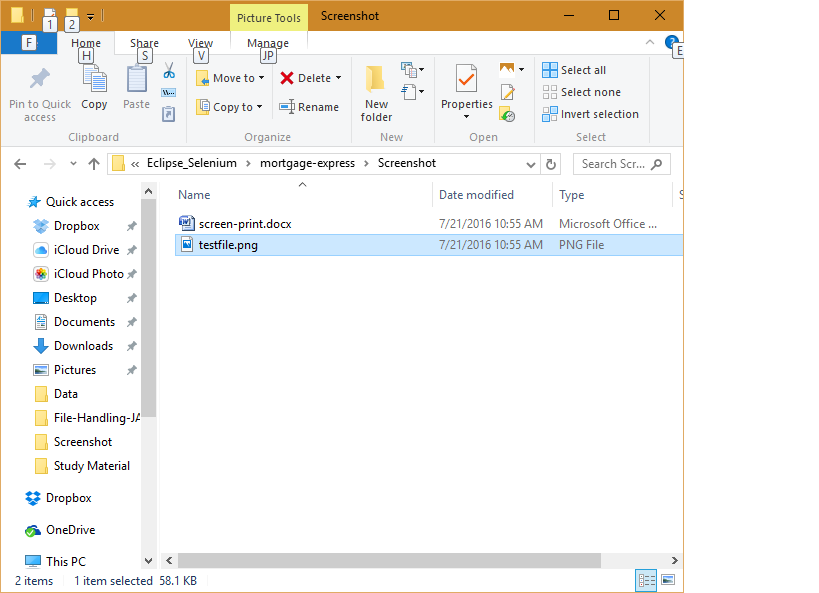 1 2 Picture Tools Screenshot
F Home Share View Manage
H S V JP E
Pin to Quick access
Copy
Paste
Clipboard
Move to
Copy to
Delete
Rename
Organize
New folder
New
Properties
Open
Select all
Select none
Invert selection
Select
« Eclipse_Selenium > mortgage-express > Screenshot
Search Scr...
Name Date modified Type S
screen-print.docx 7/21/2016 10:55 AM Microsoft Office ...
testfile.png 7/21/2016 10:55 AM PNG File
Quick access
Dropbox
iCloud Drive
iCloud Photo
Desktop
Documents
Downloads
Pictures
Data
File-Handling-JA
Screenshot
Study Material
Dropbox
OneDrive
This PC
2 items 1 item selected 58.1 KB